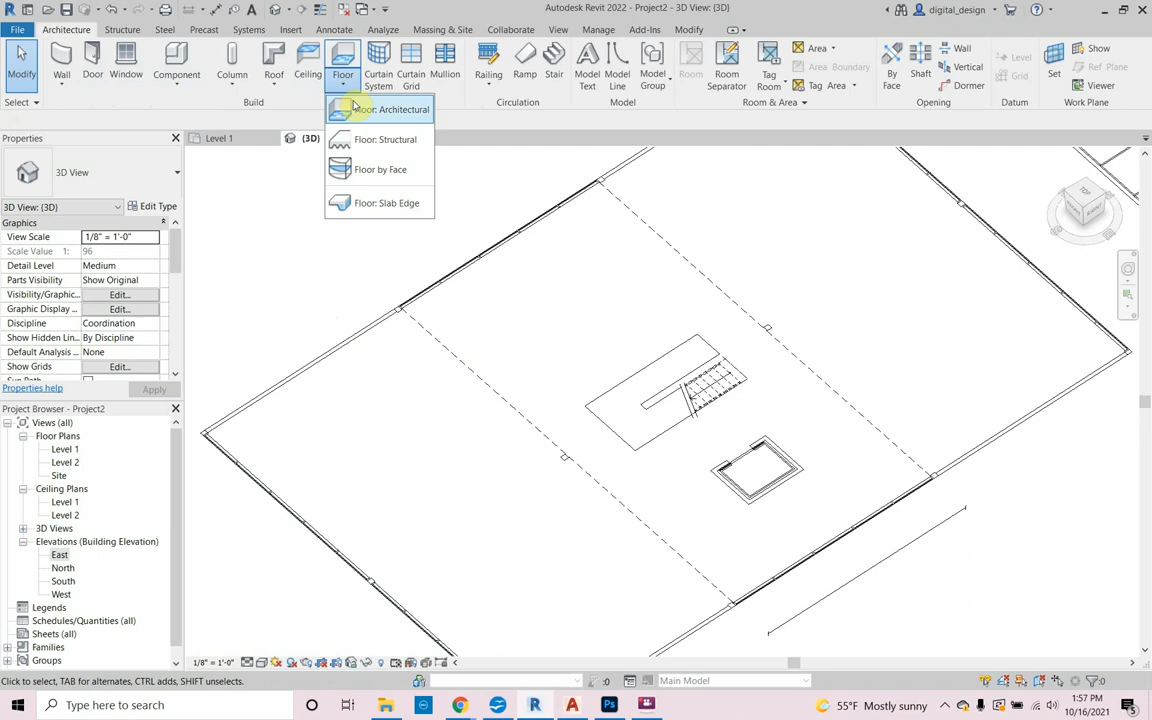 Autodesk Revit 2022 - Project2 - 3D View: {3D}
digital_design
File Architecture Structure Steel Precast Systems Insert Annotate Analyze Massing & Site Collaborate View Manage Add-Ins Modify
Modify Wall Door Window Component Column Roof Ceiling Floor Curtain System Curtain Grid Mullion Railing Ramp Stair Model Text Model Line Model Group Room Room Separator Tag Room Area Area Boundary Tag Area By Face Shaft Wall Vertical Dormer Level Grid Set Show Ref Plane Viewer
Select Build Circulation Model Room & Area Opening Datum Work Plane
Floor: Architectural
Floor: Structural
Floor by Face
Floor: Slab Edge
Properties
Level 1 {3D}
3D View
3D View: {3D} Edit Type
Graphics
View Scale 1/8" = 1'-0"
Scale Value 1: 96
Detail Level Medium
Parts Visibility Show Original
Visibility/Graphic... Edit...
Graphic Display ... Edit...
Discipline Coordination
Show Hidden Lin... By Discipline
Default Analysis ... None
Show Grids Edit...
Properties help Apply
Project Browser - Project2
Views (all)
Floor Plans
Level 1
Level 2
Site
Ceiling Plans
Level 1
Level 2
3D Views
Elevations (Building Elevation)
East
North
South
West
Legends
Schedules/Quantities (all)
Sheets (all)
Families
Groups
TOP
1/8" = 1'-0"
Click to select, TAB for alternates, CTRL adds, SHIFT unselects. :0 Main Model :0
Type here to search
55°F Mostly sunny
1:57 PM
10/16/2021